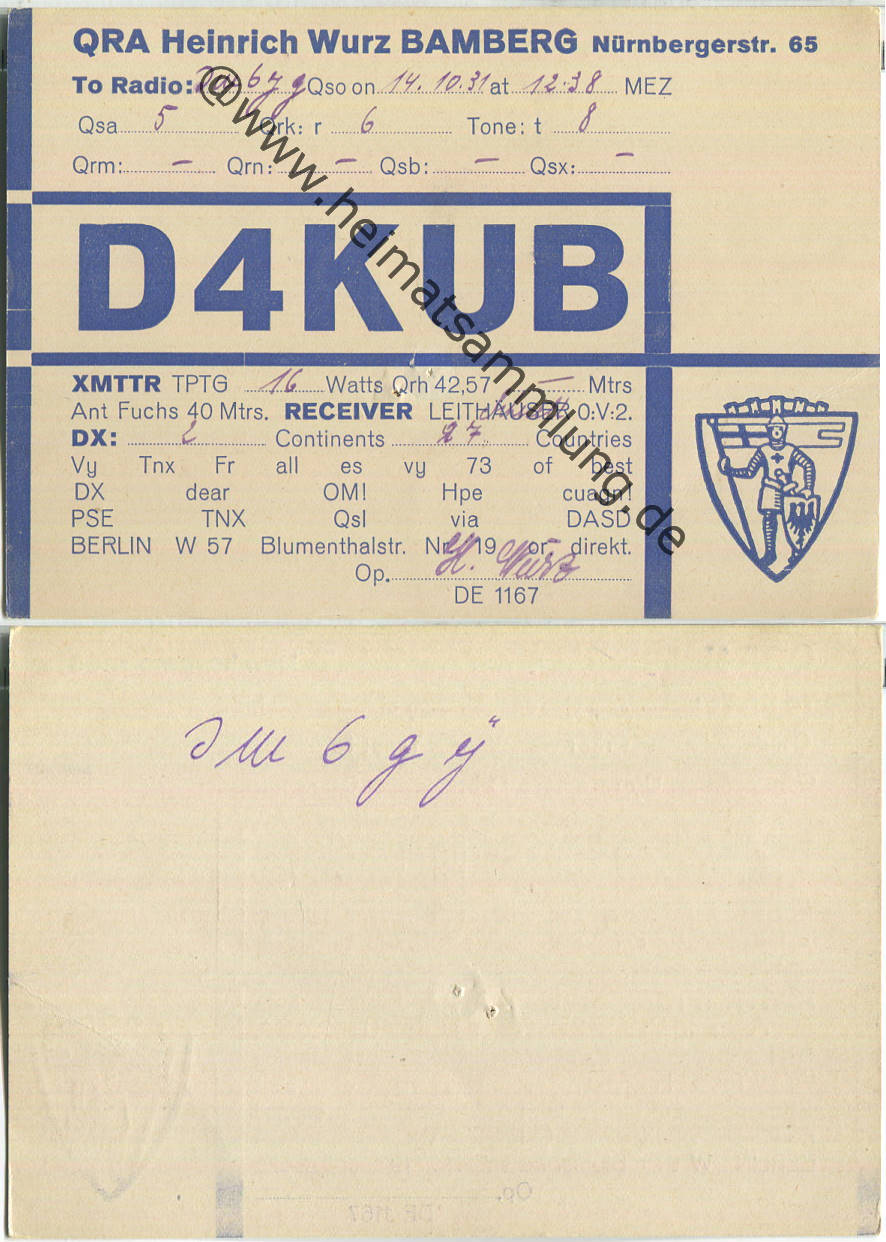 QRA Heinrich Wurz BAMBERG Nürnbergerstr. 65
To Radio: 6 Qso on 14.10.31 at 12.38 MEZ
Qsa 5 Qrk: r 6 Tone: t 8
Qrm: – Qrn: – Qsb: – Qsx: –
D4KUB
XMTTR TPTG 16 Watts Qrh 42,57 – Mtrs
Ant Fuchs 40 Mtrs. RECEIVER LEITHÄUSER 0:V:2.
DX: 2 Continents 27 Countries
Vy Tnx Fr all es vy 73 of best
DX dear OM! Hpe cuagn!
PSE TNX Qsl via DASD
BERLIN W 57 Blumenthalstr. Nr. 19 or direkt.
Op. H. Wurz
DE 1167
@www.heimatsammlung.de
6 g